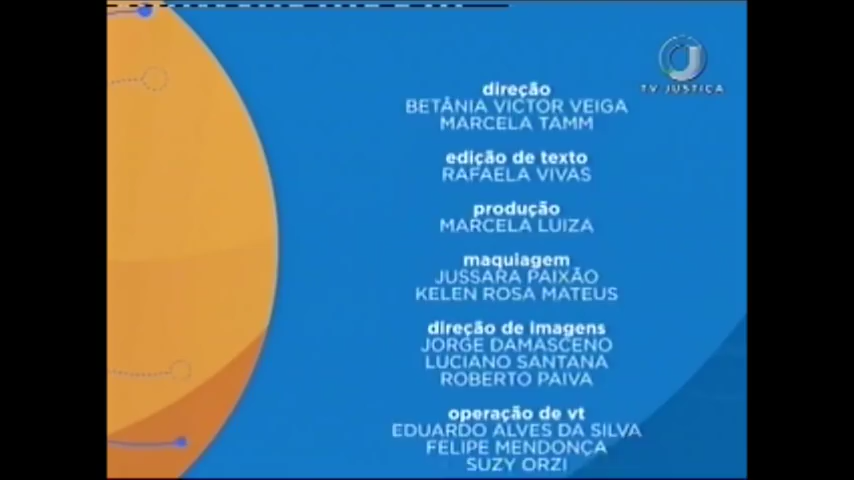 direção
BETÂNIA VICTOR VEIGA
MARCELA TAMM
TV JUSTIÇA
edição de texto
RAFAELA VIVAS
produção
MARCELA LUIZA
maquiagem
JUSSARA PAIXÃO
KELEN ROSA MATEUS
direção de imagens
JORGE DAMASCENO
LUCIANO SANTANA
ROBERTO PAIVA
operação de vt
EDUARDO ALVES DA SILVA
FELIPE MENDONÇA
SUZY ORZI